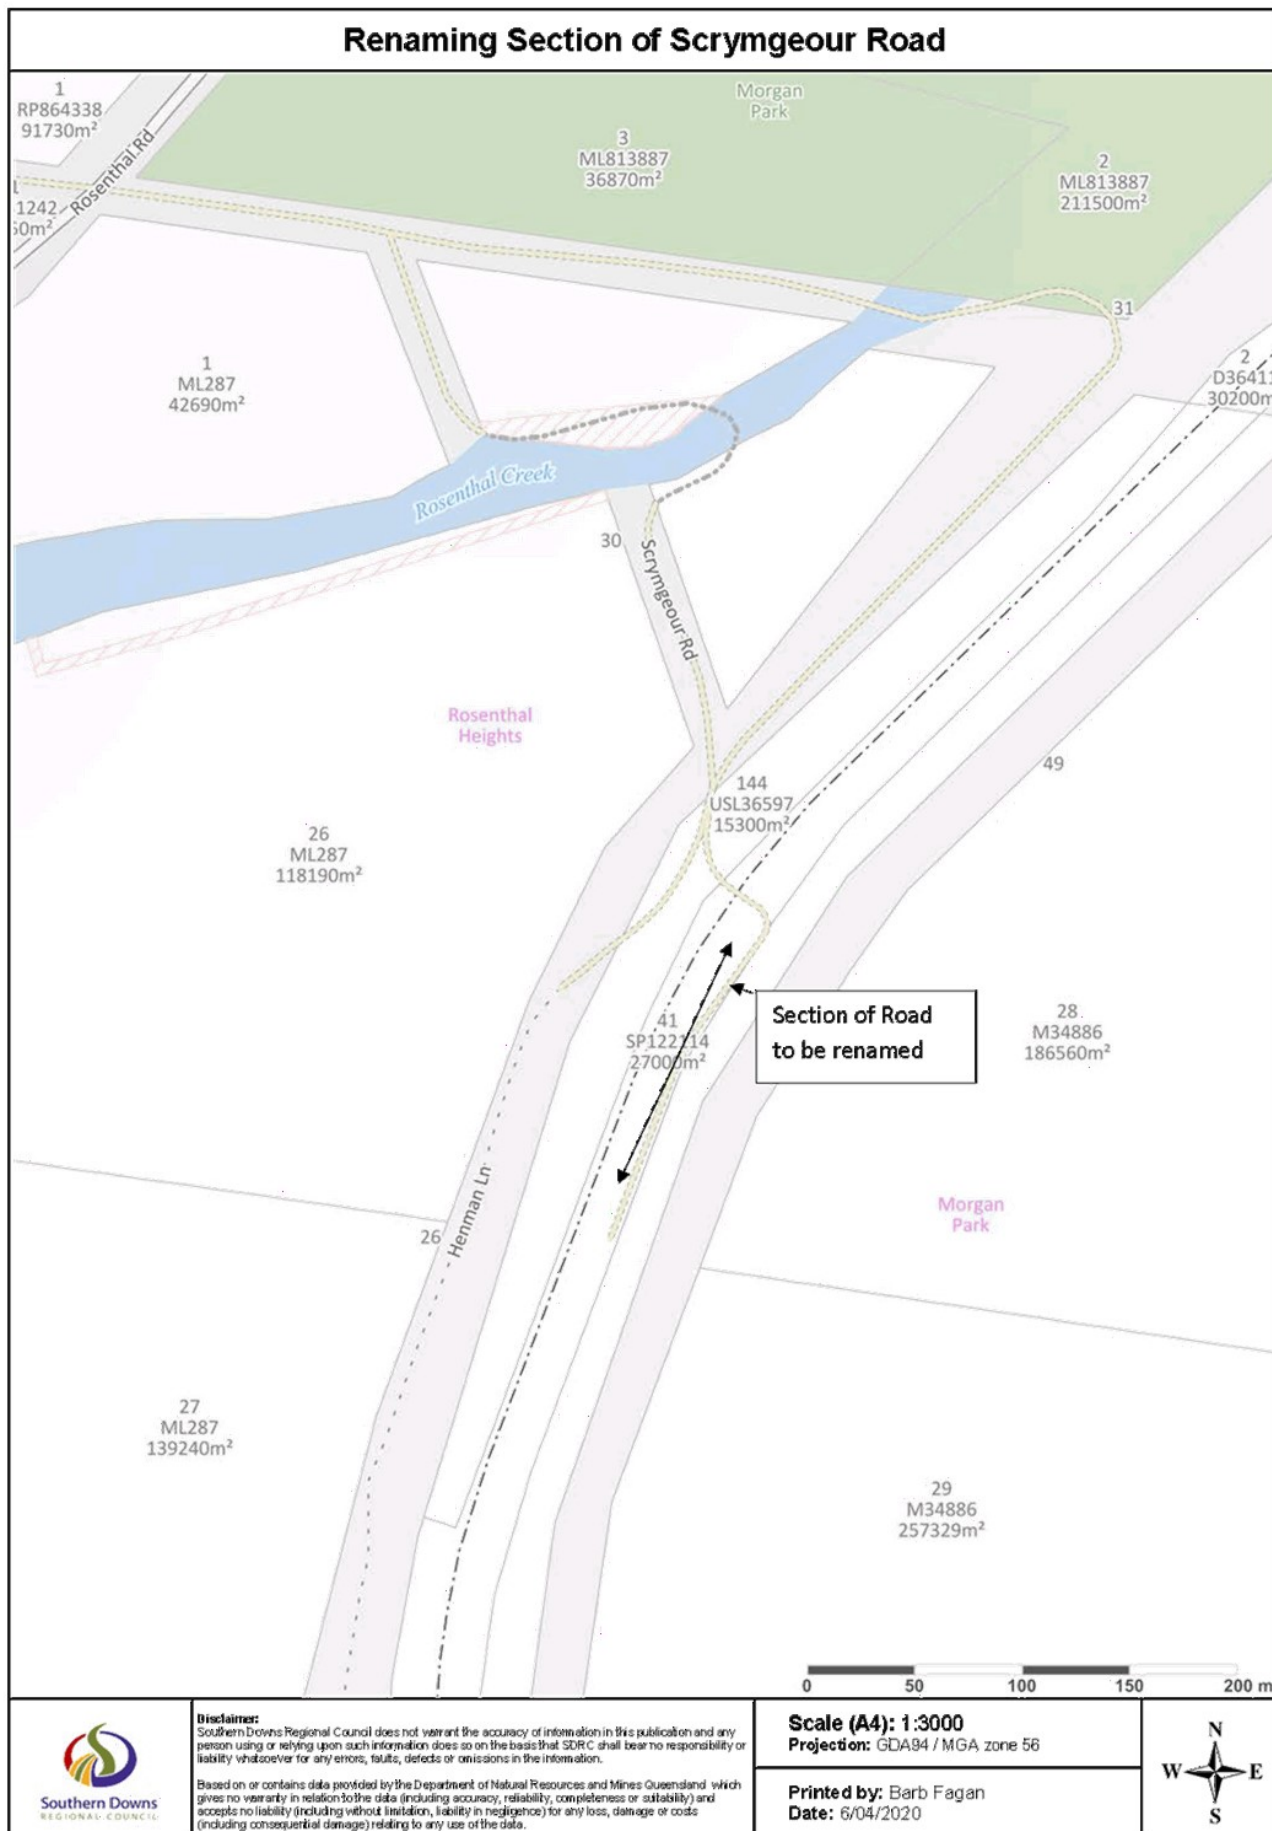 Renaming Section of Scrymgeour Road
1
RP864338
91730m²
Rosenthal Rd
Morgan
Park
3
ML813887
36870m²
2
ML813887
211500m²
1242
50m²
31
1
ML287
42690m²
2
D36411
30200m
Rosenthal Creek
30
Scrymgeour Rd
Rosenthal
Heights
49
144
USL36597
15300m²
26
ML287
118190m²
Section of Road
to be renamed
41
SP122114
27000m²
28
M34886
186560m²
Henman Ln
26
Morgan
Park
27
ML287
139240m²
29
M34886
257329m²
0 50 100 150 200 m
Southern Downs
REGIONAL COUNCIL
Disclaimer:
Southern Downs Regional Council does not warrant the accuracy of information in this publication and any
person using or relying upon such information does so on the basis that SDRC shall bear no responsibility or
liability whatsoever for any errors, faults, defects or omissions in the information.
Based on or contains data provided by the Department of Natural Resources and Mines Queensland which
gives no warranty in relation to the data (including accuracy, reliability, completeness or suitability) and
accepts no liability (including without limitation, liability in negligence) for any loss, damage or costs
(including consequential damage) relating to any use of the data.
Scale (A4): 1:3000
Projection: GDA94 / MGA zone 56
Printed by: Barb Fagan
Date: 6/04/2020
N
W E
S